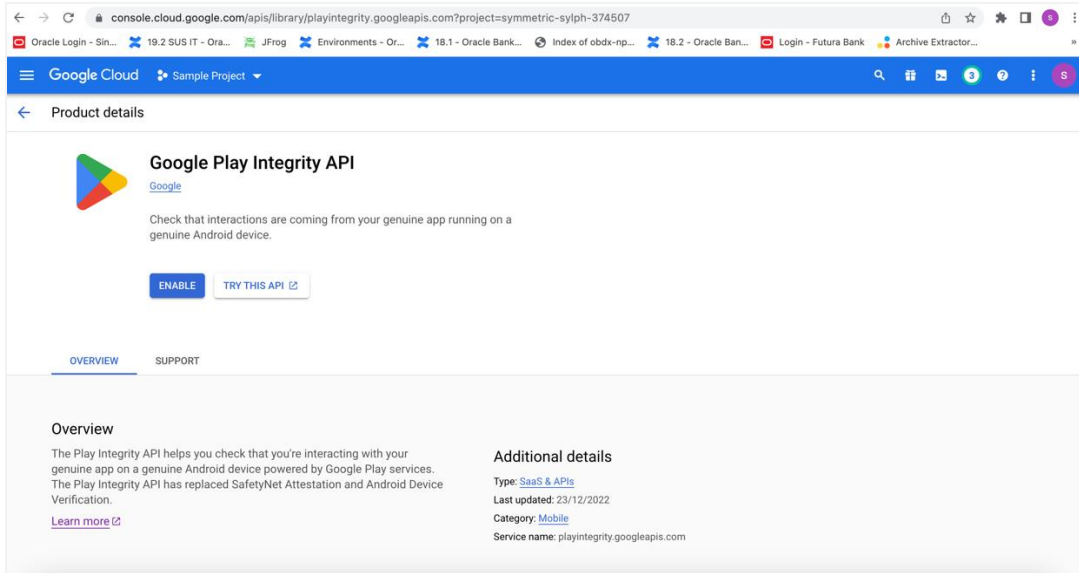 console.cloud.google.com/apis/library/playintegrity.googleapis.com?project=symmetric-sylph-374507
Oracle Login - Sin... 19.2 SUS IT - Ora... JFrog Environments - Or... 18.1 - Oracle Bank... Index of obdx-np... 18.2 - Oracle Ban... Login - Futura Bank Archive Extractor... »
Google Cloud Sample Project 3 S
Product details
Google Play Integrity API
Google
Check that interactions are coming from your genuine app running on a
genuine Android device.
ENABLE TRY THIS API
OVERVIEW SUPPORT
Overview
The Play Integrity API helps you check that you're interacting with your
genuine app on a genuine Android device powered by Google Play services.
The Play Integrity API has replaced SafetyNet Attestation and Android Device
Verification.
Learn more
Additional details
Type: SaaS & APIs
Last updated: 23/12/2022
Category: Mobile
Service name: playintegrity.googleapis.com